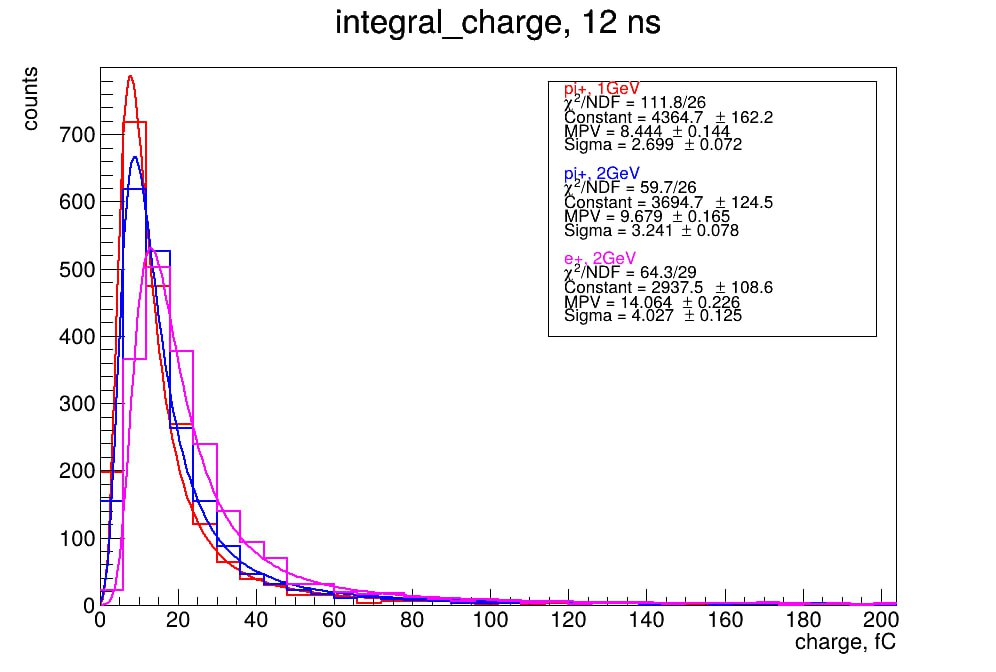 integral_charge, 12 ns
counts
pi+, 1GeV
χ²/NDF = 111.8/26
Constant = 4364.7 ± 162.2
MPV = 8.444 ± 0.144
Sigma = 2.699 ± 0.072
pi+, 2GeV
χ²/NDF = 59.7/26
Constant = 3694.7 ± 124.5
MPV = 9.679 ± 0.165
Sigma = 3.241 ± 0.078
e+, 2GeV
χ²/NDF = 64.3/29
Constant = 2937.5 ± 108.6
MPV = 14.064 ± 0.226
Sigma = 4.027 ± 0.125
700
600
500
400
300
200
100
0
0 20 40 60 80 100 120 140 160 180 200
charge, fC